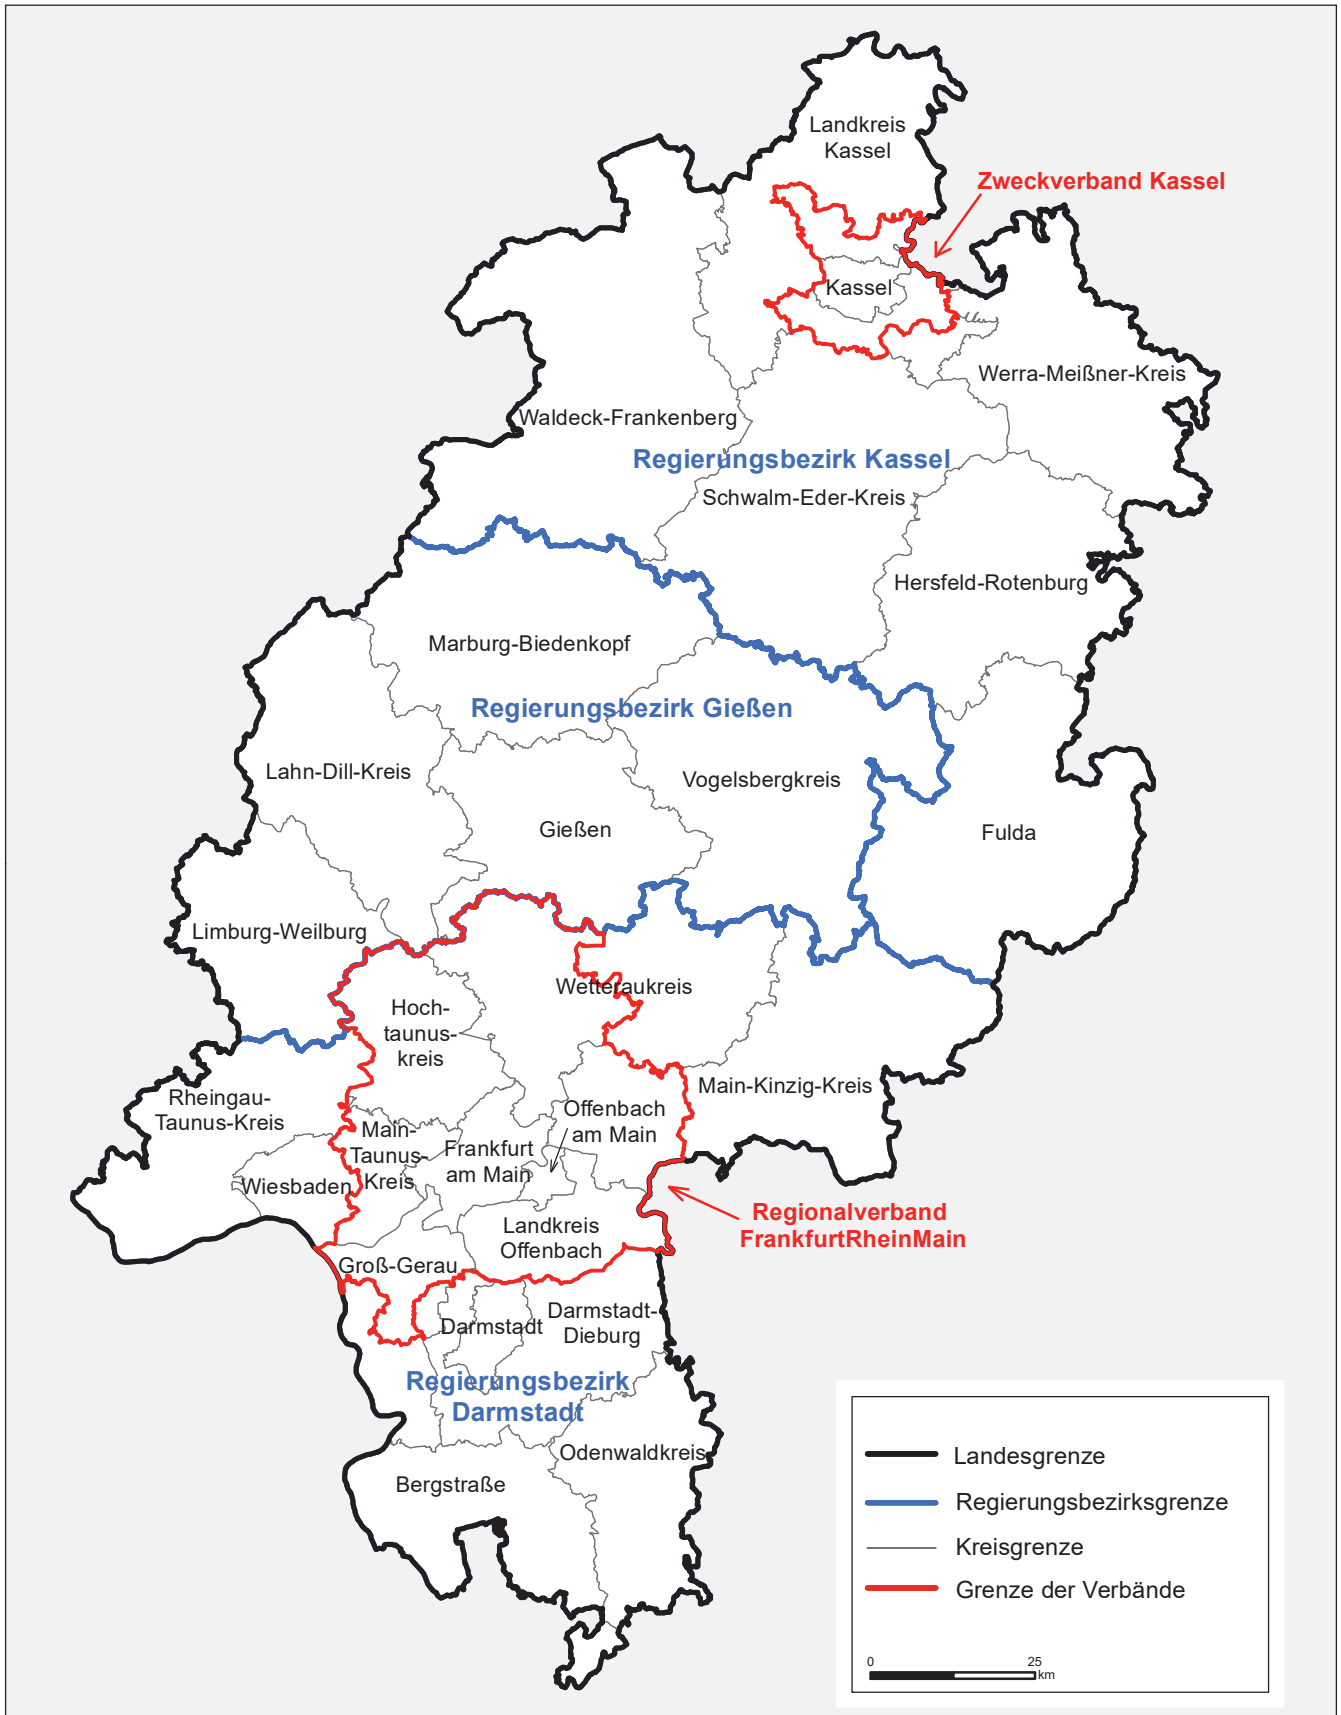 Landkreis
Kassel
Zweckverband Kassel
Kassel
Werra-Meißner-Kreis
Waldeck-Frankenberg
Regierungsbezirk Kassel
Schwalm-Eder-Kreis
Hersfeld-Rotenburg
Marburg-Biedenkopf
Regierungsbezirk Gießen
Lahn-Dill-Kreis
Vogelsbergkreis
Gießen
Fulda
Limburg-Weilburg
Wetteraukreis
Hoch-
taunus-
kreis
Main-Kinzig-Kreis
Rheingau-
Taunus-Kreis
Offenbach
am Main
Main-
Taunus-
Kreis
Frankfurt
am Main
Wiesbaden
Regionalverband
FrankfurtRheinMain
Landkreis
Offenbach
Groß-Gerau
Darmstadt
Darmstadt-
Dieburg
Regierungsbezirk
Darmstadt
Odenwaldkreis
Bergstraße
Landesgrenze
Regierungsbezirksgrenze
Kreisgrenze
Grenze der Verbände
0 25
km